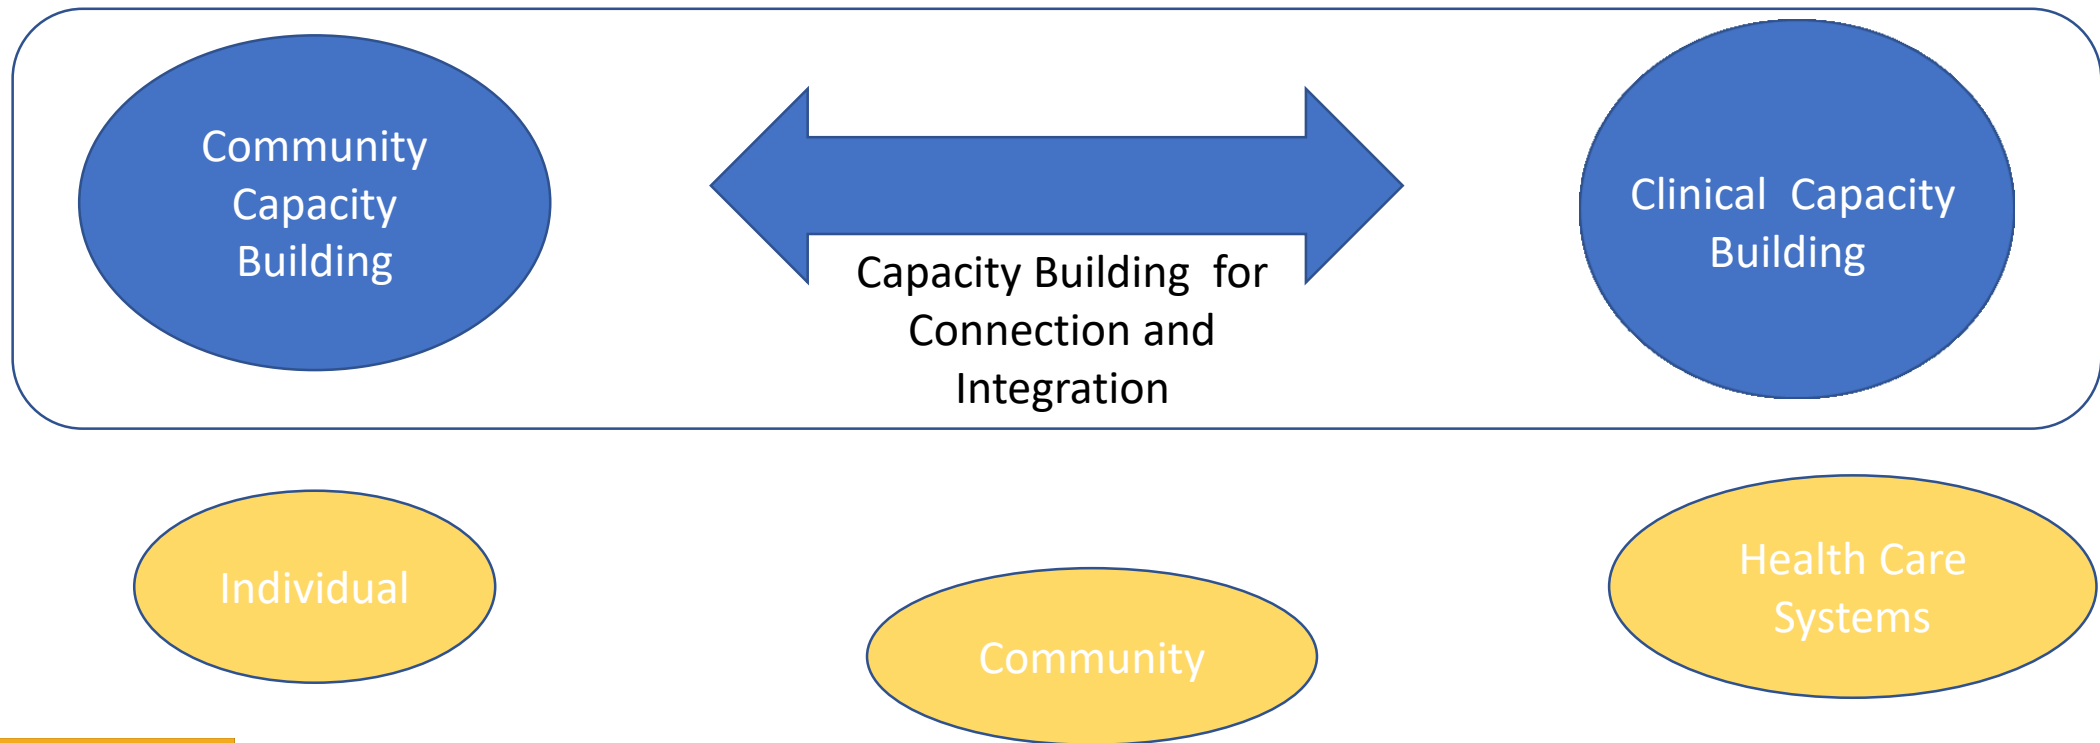 Community
Capacity
Building
Capacity Building  for
Connection and
Integration
Clinical  Capacity
Building
Individual
Community
Health Care
Systems